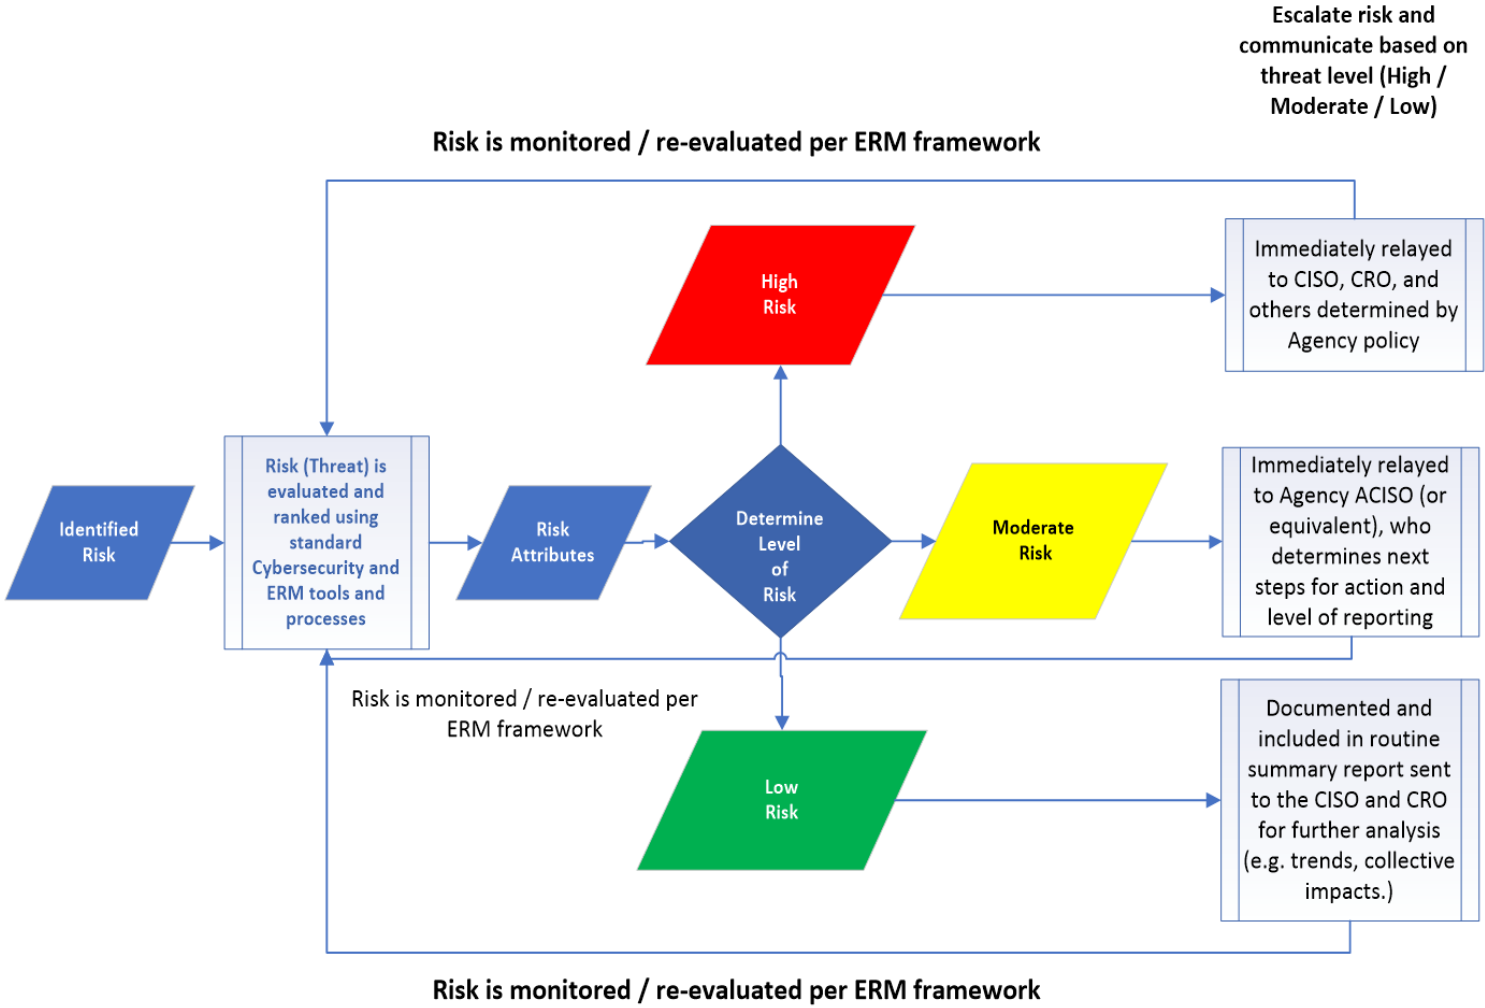 Escalate risk and
communicate based on
threat level (High /
Moderate / Low)
Risk is monitored / re-evaluated per ERM framework
High
Risk
Immediately relayed
to CISO, CRO, and
others determined by
Agency policy
Identified
Risk
Risk (Threat) is
evaluated and
ranked using
standard
Cybersecurity and
ERM tools and
processes
Risk
Attributes
Determine
Level
of
Risk
Moderate
Risk
Immediately relayed
to Agency ACISO (or
equivalent), who
determines next
steps for action and
level of reporting
Risk is monitored / re-evaluated per
ERM framework
Low
Risk
Documented and
included in routine
summary report sent
to the CISO and CRO
for further analysis
(e.g. trends, collective
impacts.)
Risk is monitored / re-evaluated per ERM framework